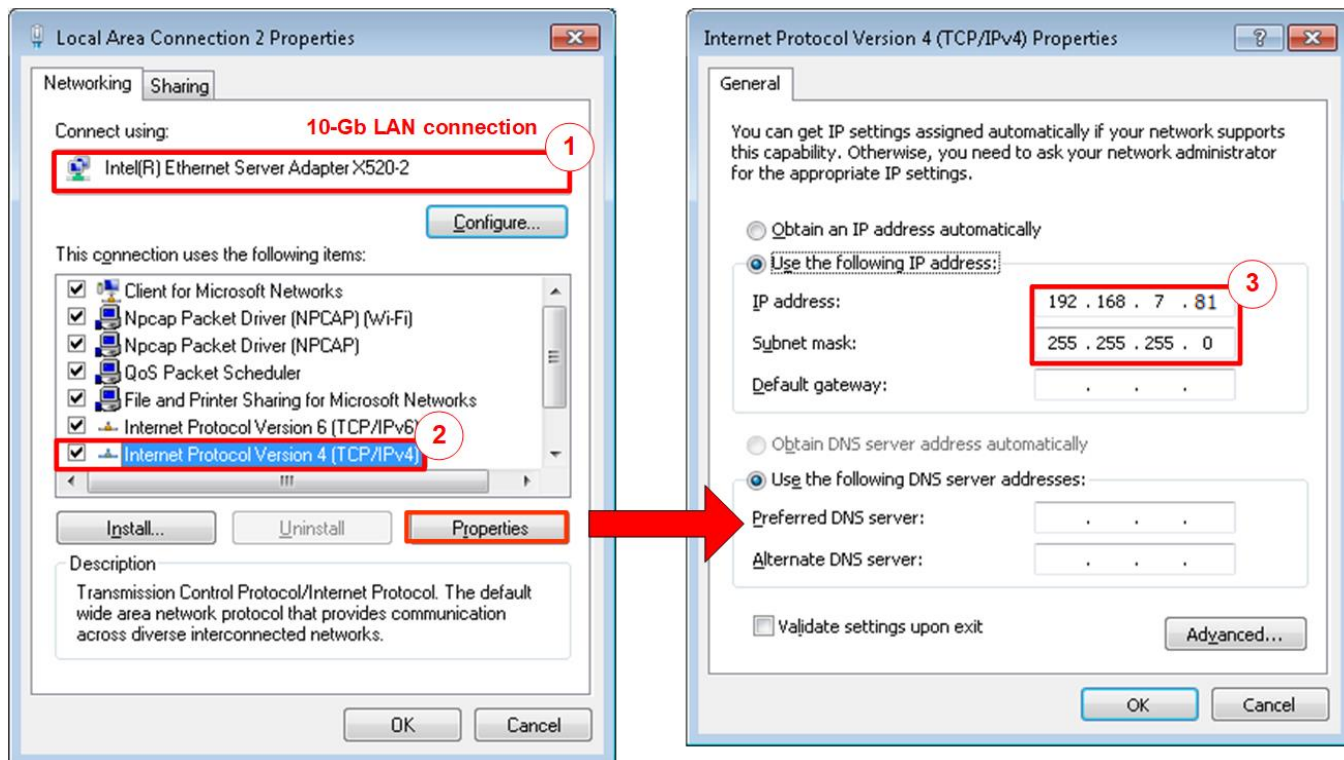 Local Area Connection 2 Properties
Networking
Sharing
Connect using:
10-Gb LAN connection
1
Intel(R) Ethernet Server Adapter X520-2
Configure...
This connection uses the following items:
Client for Microsoft Networks
Npcap Packet Driver (NPCAP) (Wi-Fi)
Npcap Packet Driver (NPCAP)
QoS Packet Scheduler
File and Printer Sharing for Microsoft Networks
Internet Protocol Version 6 (TCP/IPv6)
2
Internet Protocol Version 4 (TCP/IPv4)
Install...
Uninstall
Properties
Description
Transmission Control Protocol/Internet Protocol. The default
wide area network protocol that provides communication
across diverse interconnected networks.
OK
Cancel
Internet Protocol Version 4 (TCP/IPv4) Properties
General
You can get IP settings assigned automatically if your network supports
this capability. Otherwise, you need to ask your network administrator
for the appropriate IP settings.
Obtain an IP address automatically
Use the following IP address:
3
IP address: 192 . 168 . 7 . 81
Subnet mask: 255 . 255 . 255 . 0
Default gateway: . . .
Obtain DNS server address automatically
Use the following DNS server addresses:
Preferred DNS server: . . .
Alternate DNS server: . . .
Validate settings upon exit
Advanced...
OK
Cancel